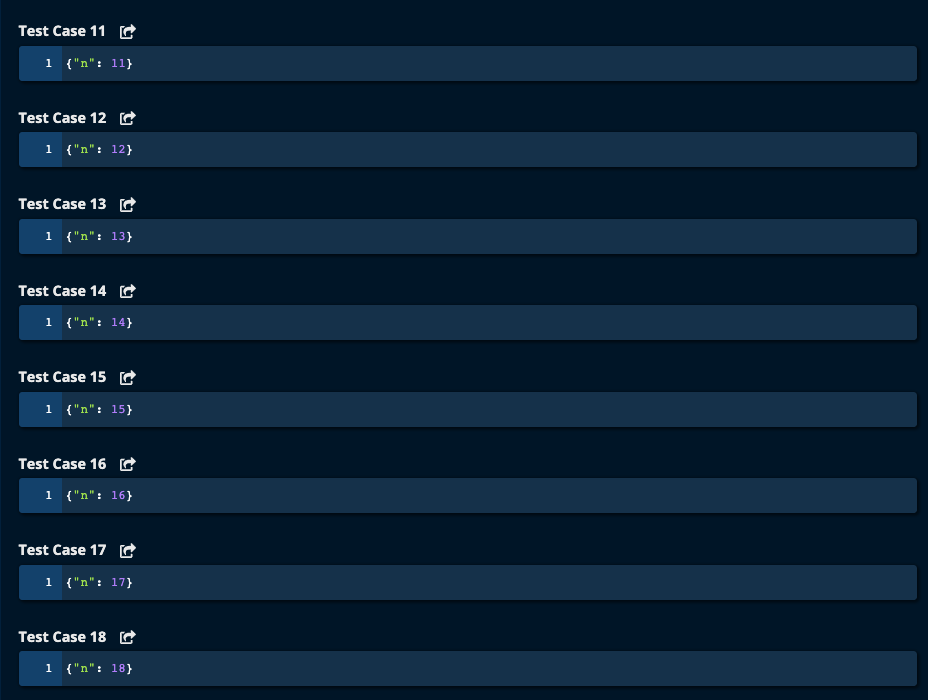 Test Case 11
1 {"n": 11}
Test Case 12
1 {"n": 12}
Test Case 13
1 {"n": 13}
Test Case 14
1 {"n": 14}
Test Case 15
1 {"n": 15}
Test Case 16
1 {"n": 16}
Test Case 17
1 {"n": 17}
Test Case 18
1 {"n": 18}